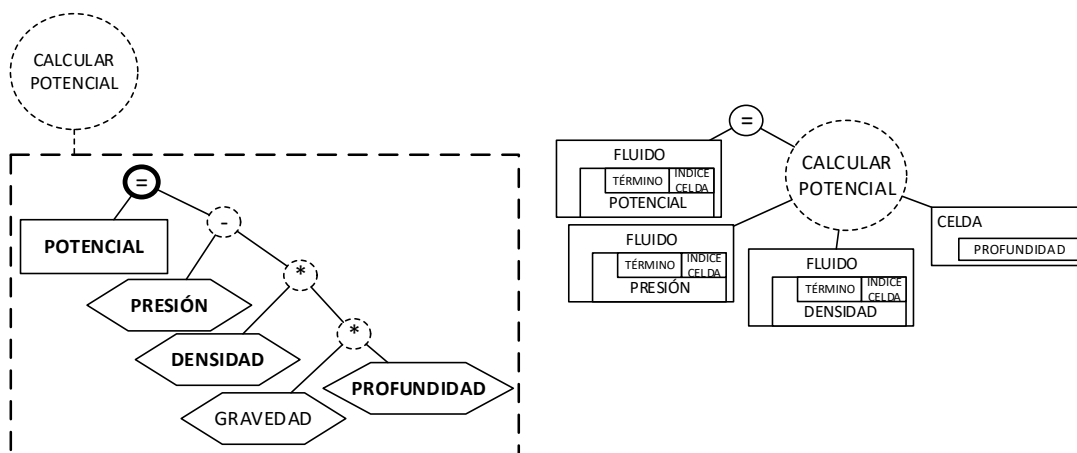 CALCULAR
POTENCIAL
=
POTENCIAL
-
PRESIÓN
*
DENSIDAD
*
PROFUNDIDAD
GRAVEDAD
=
FLUIDO
TÉRMINO
INDICE
CELDA
POTENCIAL
CALCULAR
POTENCIAL
FLUIDO
TÉRMINO
INDICE
CELDA
PRESIÓN
FLUIDO
TÉRMINO
INDICE
CELDA
DENSIDAD
CELDA
PROFUNDIDAD